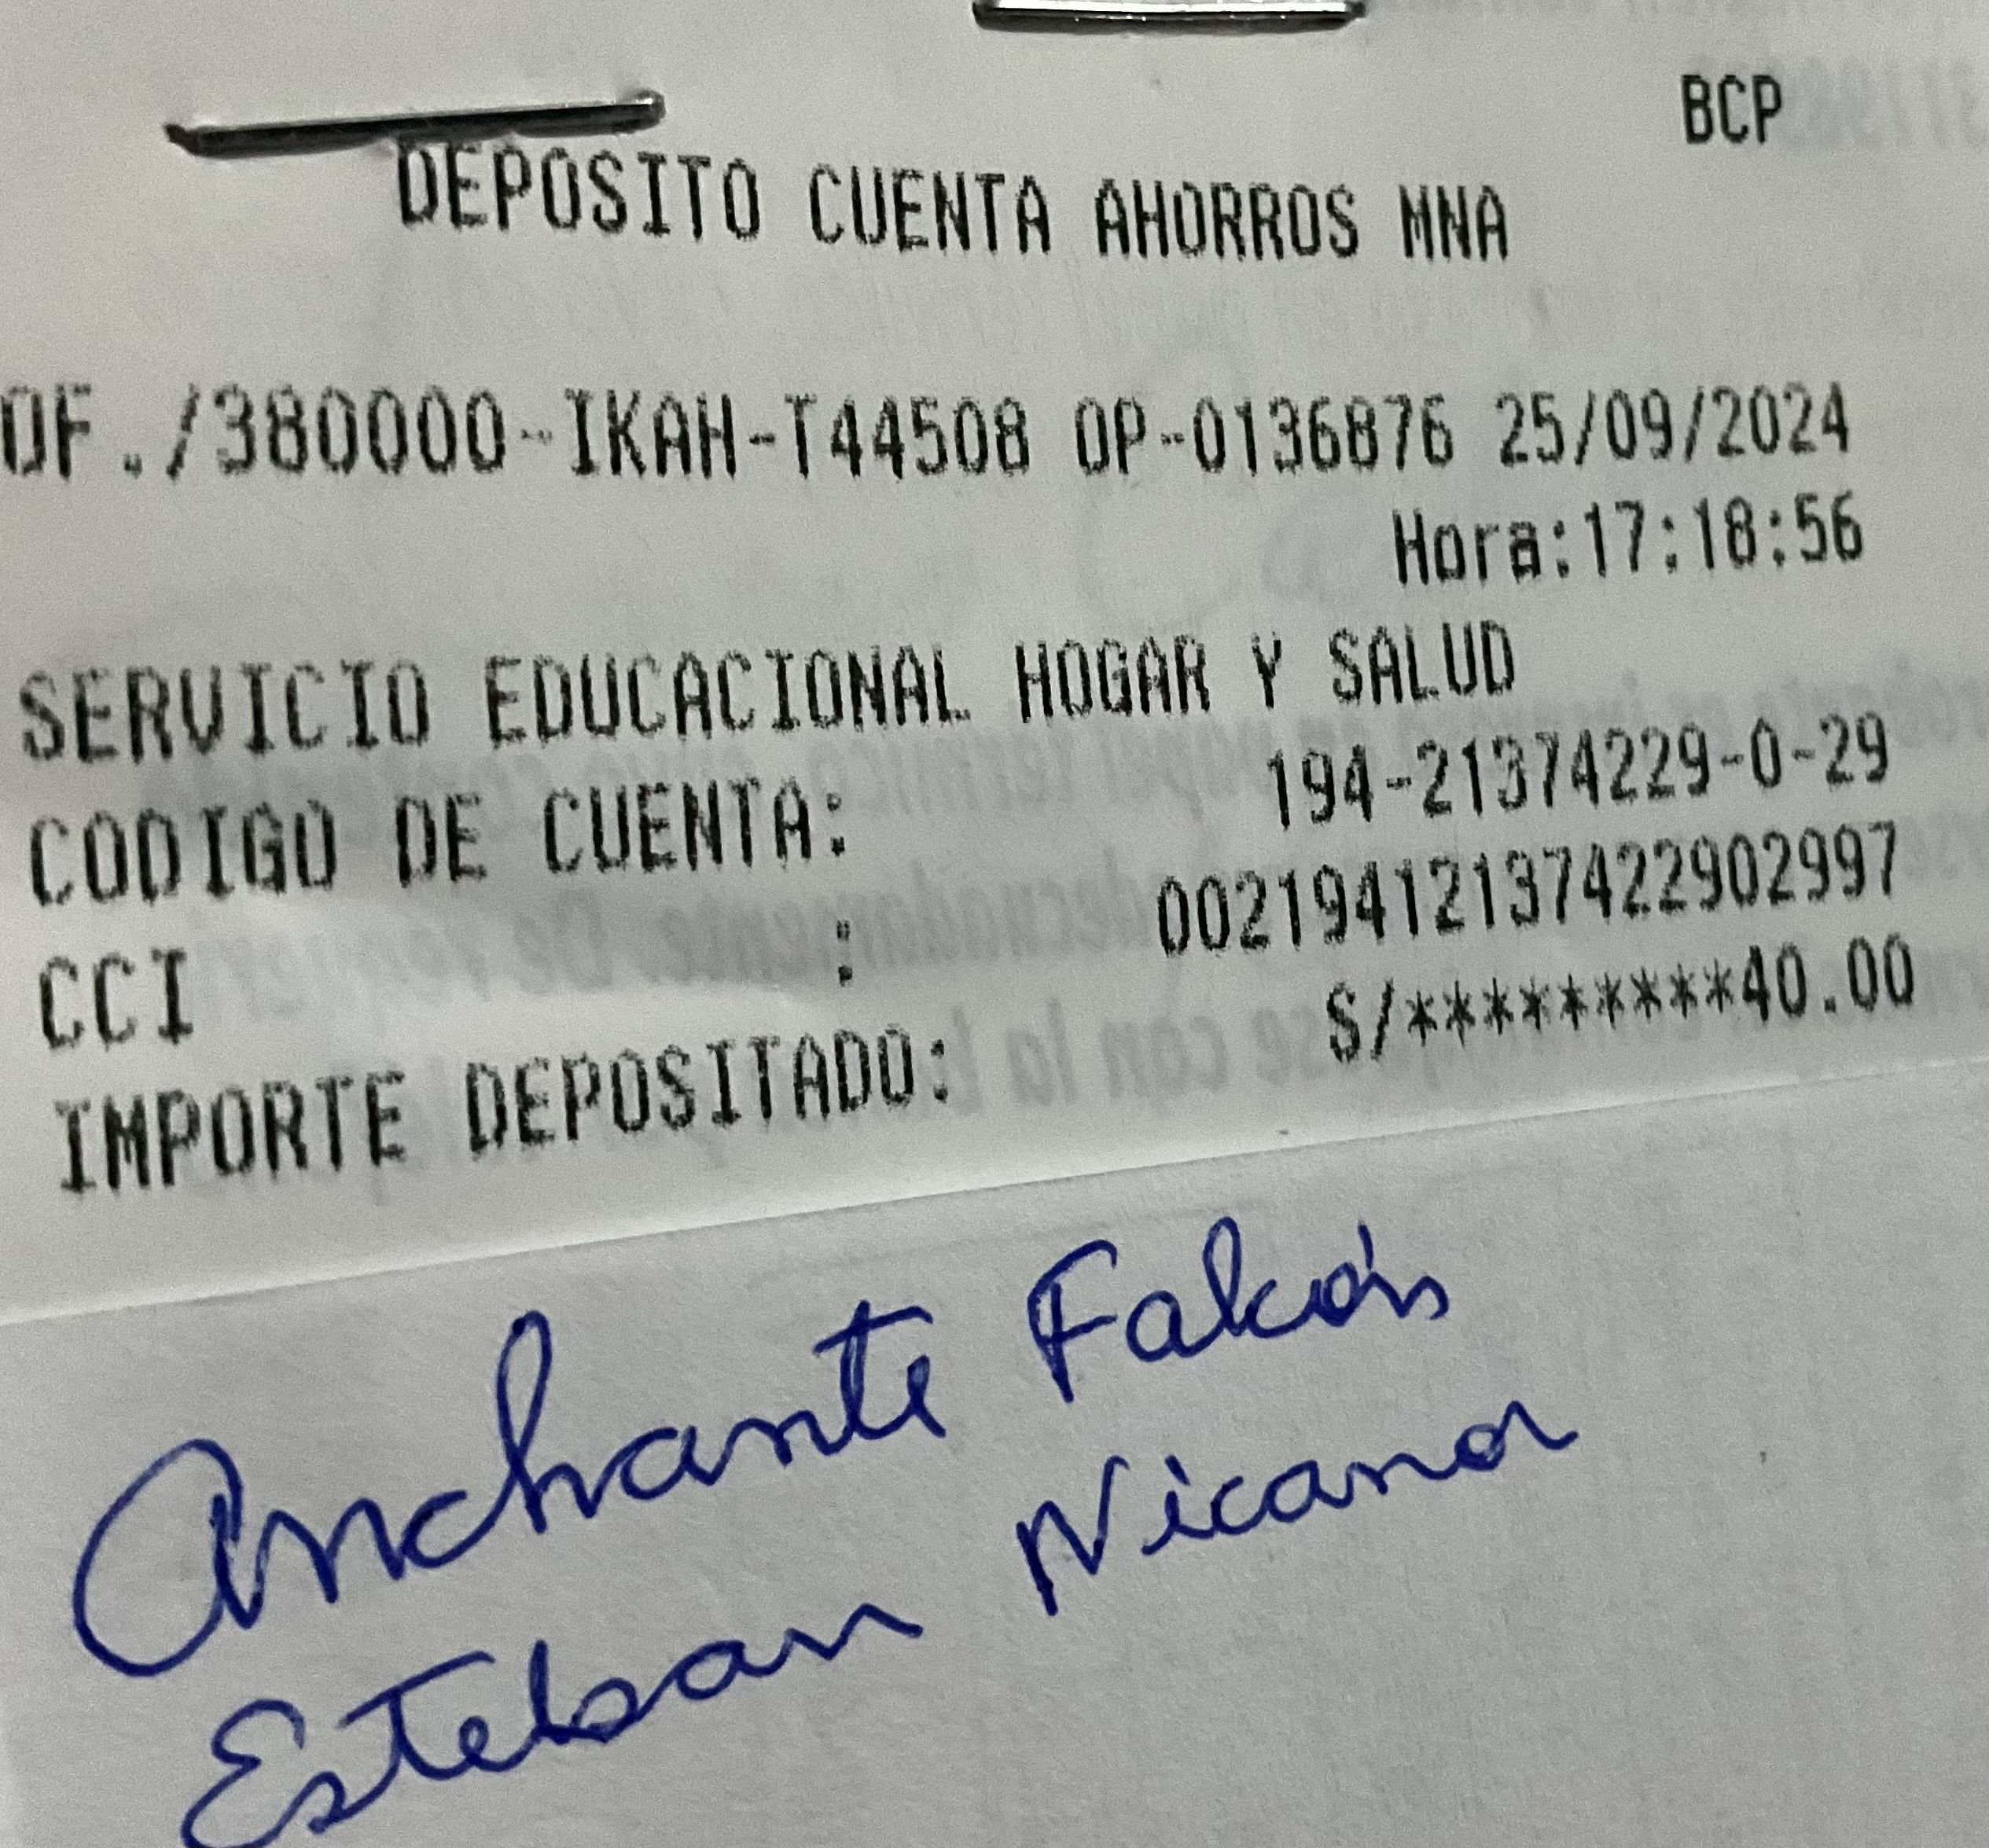 BCP
DEPOSITO CUENTA AHORROS MNA
OF./380000-IKAH-T44508 OP-0136876 25/09/2024
Hora:17:18:56
SERVICIO EDUCACIONAL HOGAR Y SALUD
CODIGO DE CUENTA: 194-21374229-0-29
CCI : 00219412137422902997
IMPORTE DEPOSITADO: S/*********40.00
Anchante Falcón
Esteban Nicanor